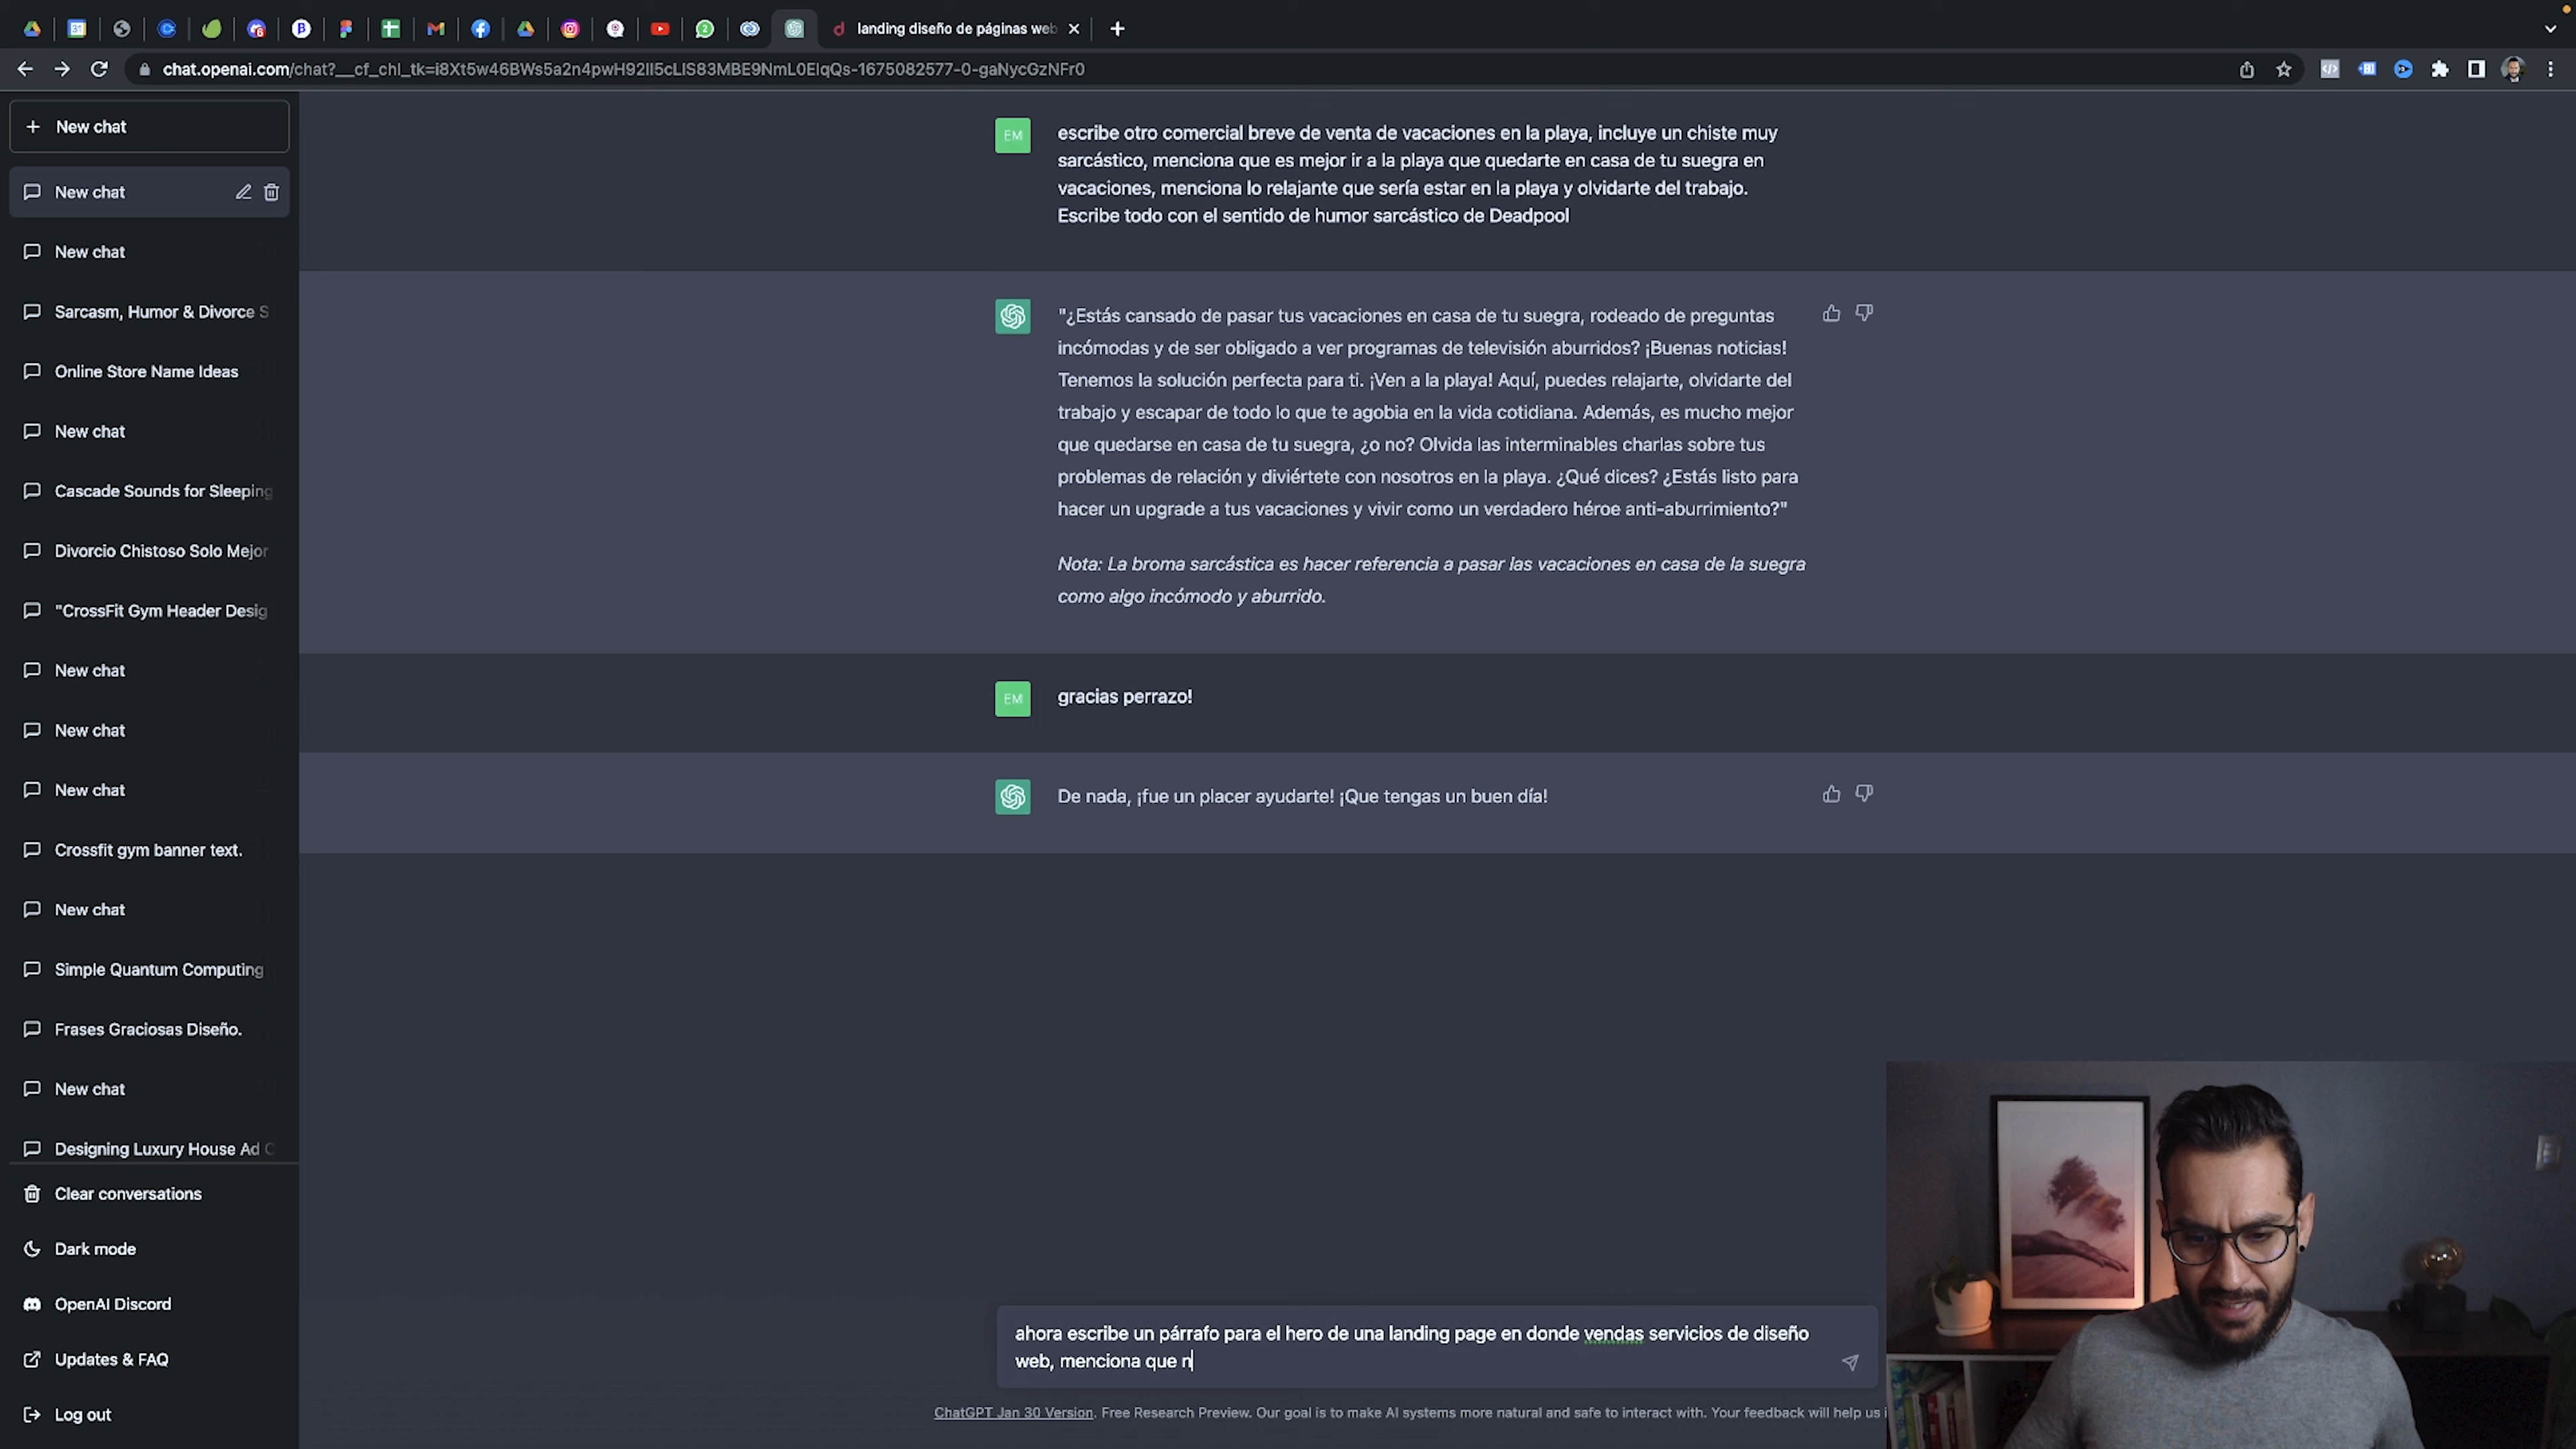 landing diseño de páginas web
chat.openai.com/chat?__cf_chl_tk=i8Xt5w46BWs5a2n4pwH92II5cLIS83MBE9NmL0EIqQs-1675082577-0-gaNycGzNFr0
New chat
New chat
New chat
Sarcasm, Humor & Divorce S
Online Store Name Ideas
New chat
Cascade Sounds for Sleeping
Divorcio Chistoso Solo Mejor
"CrossFit Gym Header Desig
New chat
New chat
New chat
Crossfit gym banner text.
New chat
Simple Quantum Computing
Frases Graciosas Diseño.
New chat
Designing Luxury House Ad C
Clear conversations
Dark mode
OpenAI Discord
Updates & FAQ
Log out
EM
escribe otro comercial breve de venta de vacaciones en la playa, incluye un chiste muy
sarcástico, menciona que es mejor ir a la playa que quedarte en casa de tu suegra en
vacaciones, menciona lo relajante que sería estar en la playa y olvidarte del trabajo.
Escribe todo con el sentido de humor sarcástico de Deadpool
"¿Estás cansado de pasar tus vacaciones en casa de tu suegra, rodeado de preguntas
incómodas y de ser obligado a ver programas de televisión aburridos? ¡Buenas noticias!
Tenemos la solución perfecta para ti. ¡Ven a la playa! Aquí, puedes relajarte, olvidarte del
trabajo y escapar de todo lo que te agobia en la vida cotidiana. Además, es mucho mejor
que quedarse en casa de tu suegra, ¿o no? Olvida las interminables charlas sobre tus
problemas de relación y diviértete con nosotros en la playa. ¿Qué dices? ¿Estás listo para
hacer un upgrade a tus vacaciones y vivir como un verdadero héroe anti-aburrimiento?"
Nota: La broma sarcástica es hacer referencia a pasar las vacaciones en casa de la suegra
como algo incómodo y aburrido.
EM
gracias perrazo!
De nada, ¡fue un placer ayudarte! ¡Que tengas un buen día!
ahora escribe un párrafo para el hero de una landing page en donde vendas servicios de diseño
web, menciona que n
ChatGPT Jan 30 Version. Free Research Preview. Our goal is to make AI systems more natural and safe to interact with. Your feedback will help us i